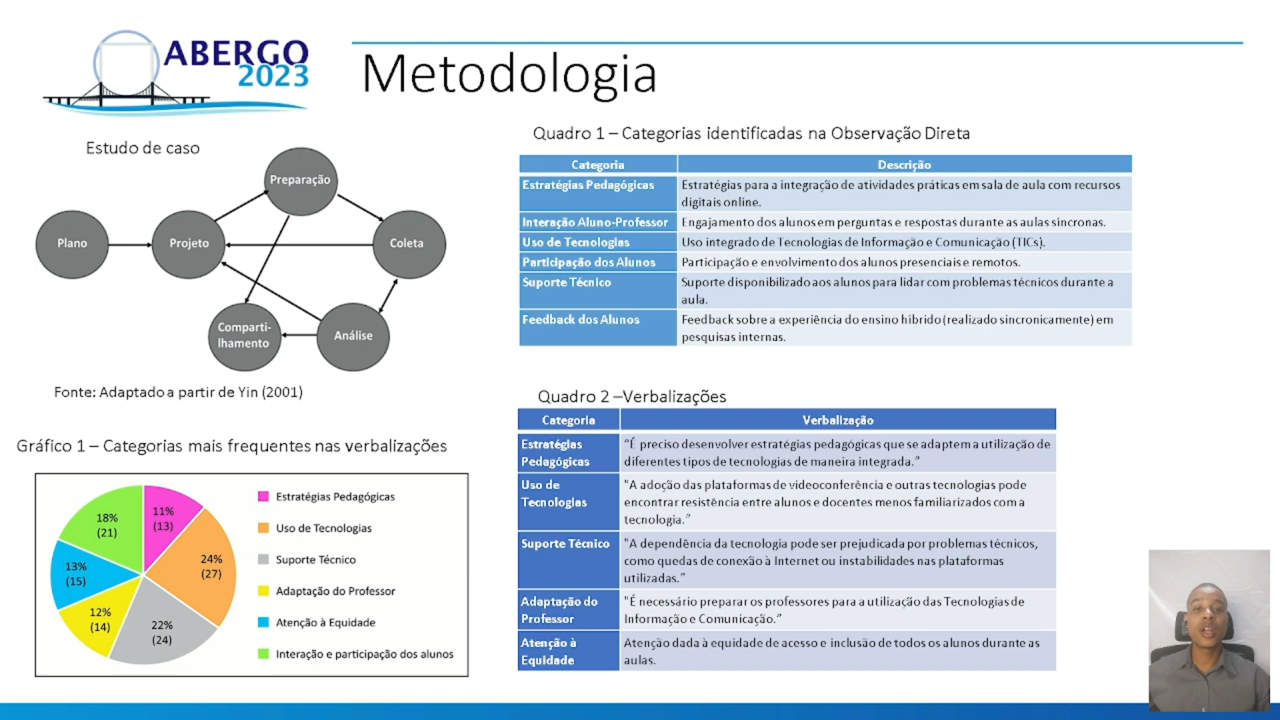 ABERGO
2023
Metodologia
Estudo de caso
Preparação
Plano
Projeto
Coleta
Comparti-
lhamento
Análise
Fonte: Adaptado a partir de Yin (2001)
Gráfico 1 – Categorias mais frequentes nas verbalizações
11%
(13)
24%
(27)
22%
(24)
12%
(14)
13%
(15)
18%
(21)
Estratégias Pedagógicas
Uso de Tecnologias
Suporte Técnico
Adaptação do Professor
Atenção à Equidade
Interação e participação dos alunos
Quadro 1 – Categorias identificadas na Observação Direta
Categoria Descrição
Estratégias Pedagógicas Estratégias para a integração de atividades práticas em sala de aula com recursos
digitais online.
Interação Aluno-Professor Engajamento dos alunos em perguntas e respostas durante as aulas síncronas.
Uso de Tecnologias Uso integrado de Tecnologias de Informação e Comunicação (TICs).
Participação dos Alunos Participação e envolvimento dos alunos presenciais e remotos.
Suporte Técnico Suporte disponibilizado aos alunos para lidar com problemas técnicos durante a
aula.
Feedback dos Alunos Feedback sobre a experiência do ensino híbrido (realizado sincronicamente) em
pesquisas internas.
Quadro 2 –Verbalizações
Categoria Verbalização
Estratégias "É preciso desenvolver estratégias pedagógicas que se adaptem a utilização de
Pedagógicas diferentes tipos de tecnologias de maneira integrada."
Uso de "A adoção das plataformas de videoconferência e outras tecnologias pode
Tecnologias encontrar resistência entre alunos e docentes menos familiarizados com a
tecnologia."
Suporte Técnico "A dependência da tecnologia pode ser prejudicada por problemas técnicos,
como quedas de conexão à Internet ou instabilidades nas plataformas
utilizadas."
Adaptação do "É necessário preparar os professores para a utilização das Tecnologias de
Professor Informação e Comunicação."
Atenção à Atenção dada à equidade de acesso e inclusão de todos os alunos durante as
Equidade aulas.